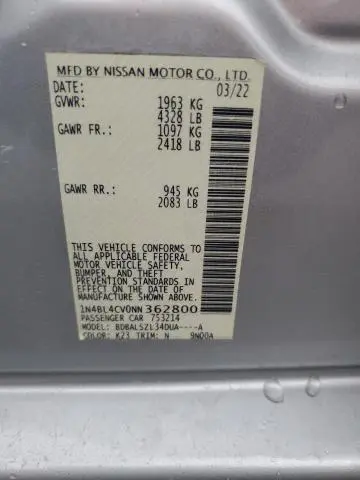 MFD BY NISSAN MOTOR CO., LTD.
DATE: 03/22
GVWR: 1963 KG
4328 LB
GAWR FR.: 1097 KG
2418 LB
GAWR RR.: 945 KG
2083 LB
THIS VEHICLE CONFORMS TO
ALL APPLICABLE FEDERAL
MOTOR VEHICLE SAFETY,
BUMPER, AND THEFT
PREVENTION STANDARDS IN
EFFECT ON THE DATE OF
MANUFACTURE SHOWN ABOVE.
1N4BL4CV0NN362800
PASSENGER CAR 753214
MODEL: BDBALSZL34DUA----A
COLOR: K23 TRIM: N 9N00A